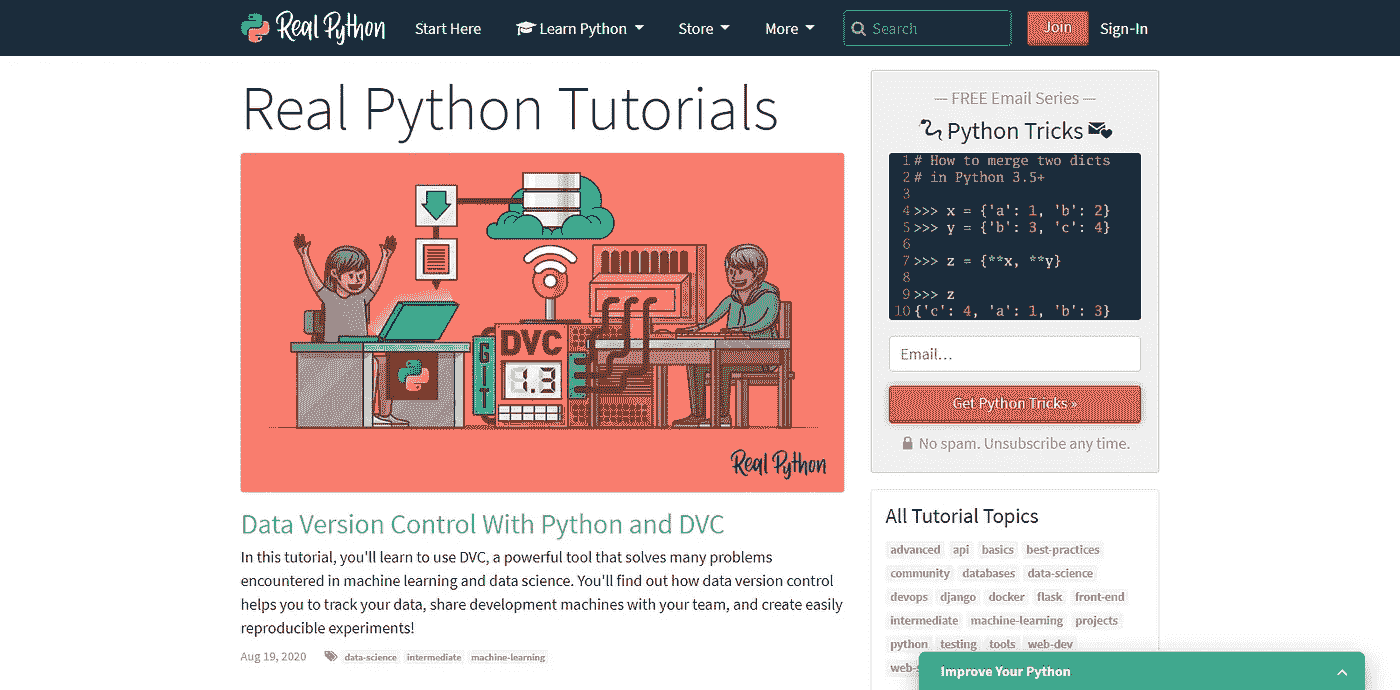 Real Python Start Here Learn Python Store More Search Join Sign-In
Real Python Tutorials
DVC
GIT
1.3
Real Python
Data Version Control With Python and DVC
In this tutorial, you'll learn to use DVC, a powerful tool that solves many problems
encountered in machine learning and data science. You'll find out how data version control
helps you to track your data, share development machines with your team, and create easily
reproducible experiments!
Aug 19, 2020 data-science intermediate machine-learning
— FREE Email Series —
Python Tricks
1 # How to merge two dicts
2 # in Python 3.5+
3
4 >>> x = {'a': 1, 'b': 2}
5 >>> y = {'b': 3, 'c': 4}
6
7 >>> z = {**x, **y}
8
9 >>> z
10 {'c': 4, 'a': 1, 'b': 3}
Email…
Get Python Tricks »
No spam. Unsubscribe any time.
All Tutorial Topics
advanced api basics best-practices
community databases data-science
devops django docker flask front-end
intermediate machine-learning projects
python testing tools web-dev
Improve Your Python